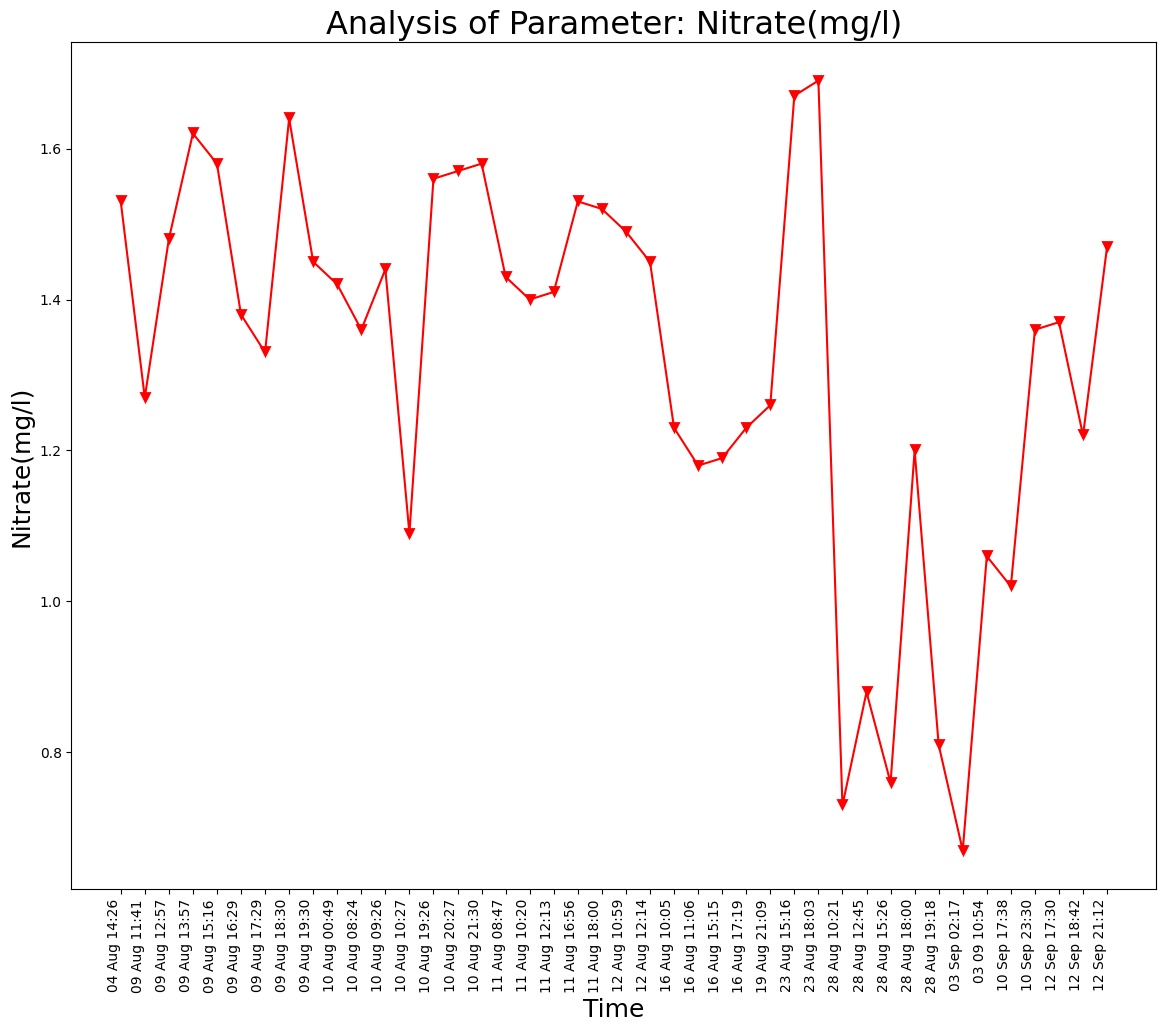 Analysis of Parameter: Nitrate(mg/l)
Nitrate(mg/l)
1.6
1.4
1.2
1.0
0.8
04 Aug 14:26
09 Aug 11:41
09 Aug 12:57
09 Aug 13:57
09 Aug 15:16
09 Aug 16:29
09 Aug 17:29
09 Aug 18:30
09 Aug 19:30
10 Aug 00:49
10 Aug 08:24
10 Aug 09:26
10 Aug 10:27
10 Aug 19:26
10 Aug 20:27
10 Aug 21:30
11 Aug 08:47
11 Aug 10:20
11 Aug 12:13
11 Aug 16:56
11 Aug 18:00
12 Aug 10:59
12 Aug 12:14
16 Aug 10:05
16 Aug 11:06
16 Aug 15:15
16 Aug 17:19
19 Aug 21:09
23 Aug 15:16
23 Aug 18:03
28 Aug 10:21
28 Aug 12:45
28 Aug 15:26
28 Aug 18:00
28 Aug 19:18
03 Sep 02:17
03 09 10:54
10 Sep 17:38
10 Sep 23:30
12 Sep 17:30
12 Sep 18:42
12 Sep 21:12
Time